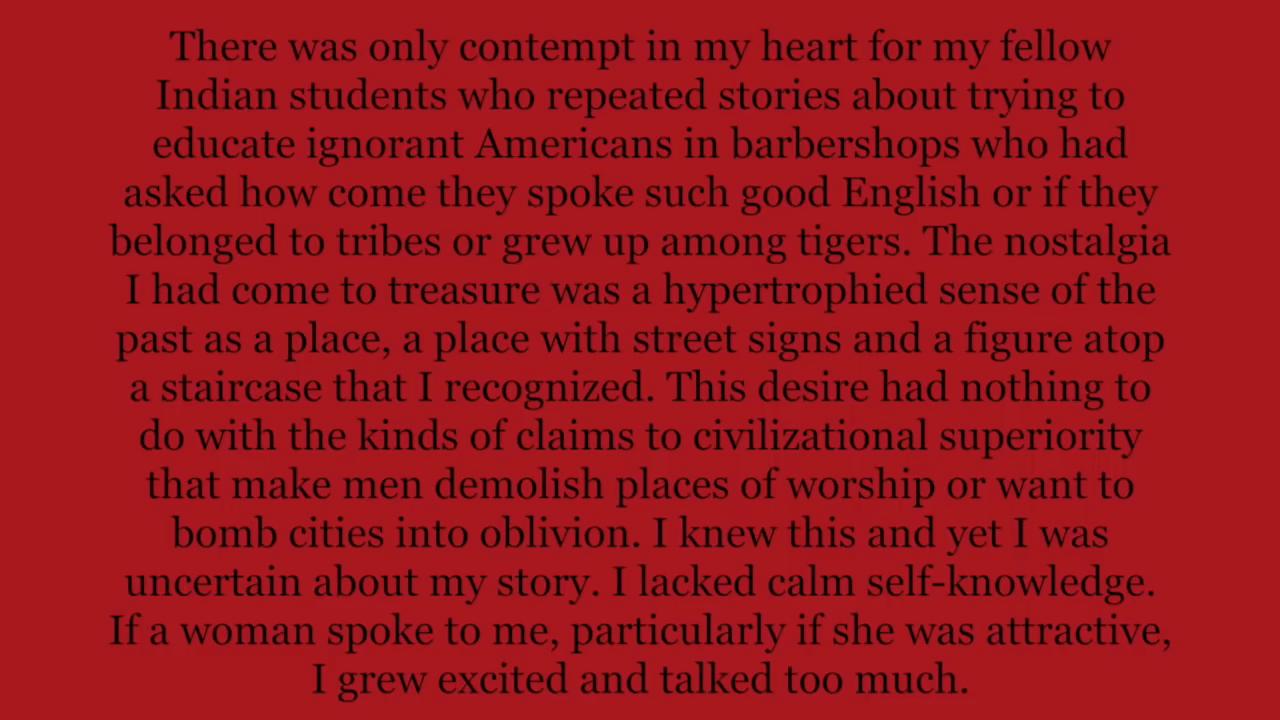 There was only contempt in my heart for my fellow
Indian students who repeated stories about trying to
educate ignorant Americans in barbershops who had
asked how come they spoke such good English or if they
belonged to tribes or grew up among tigers. The nostalgia
I had come to treasure was a hypertrophied sense of the
past as a place, a place with street signs and a figure atop
a staircase that I recognized. This desire had nothing to
do with the kinds of claims to civilizational superiority
that make men demolish places of worship or want to
bomb cities into oblivion. I knew this and yet I was
uncertain about my story. I lacked calm self-knowledge.
If a woman spoke to me, particularly if she was attractive,
I grew excited and talked too much.